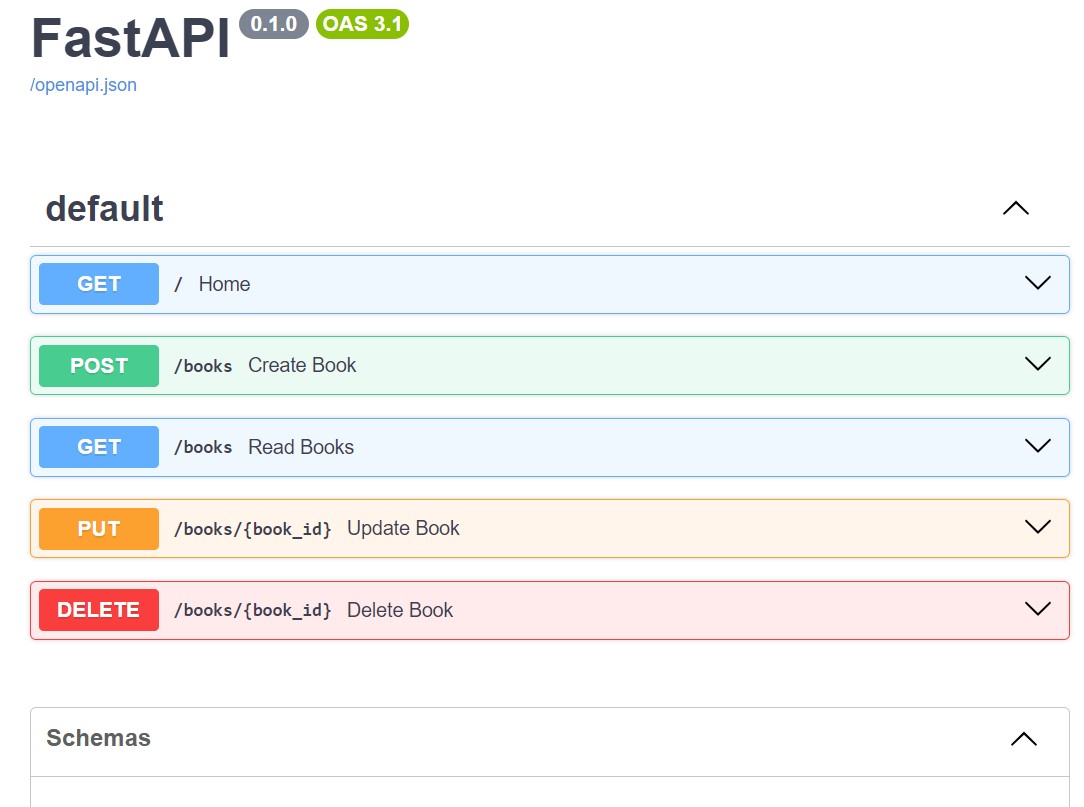 FastAPI 0.1.0 OAS 3.1
/openapi.json
default
GET / Home
POST /books Create Book
GET /books Read Books
PUT /books/{book_id} Update Book
DELETE /books/{book_id} Delete Book
Schemas